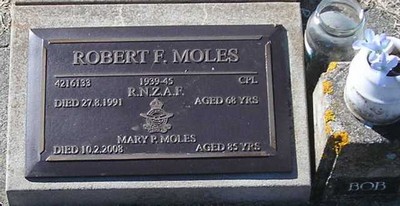 ROBERT F. MOLES
4216133 1939-45 CPL
R.N.Z.A.F.
DIED 27.8.1991 AGED 68 YRS
MARY P. MOLES
DIED 10.2.2008 AGED 85 YRS
BOB